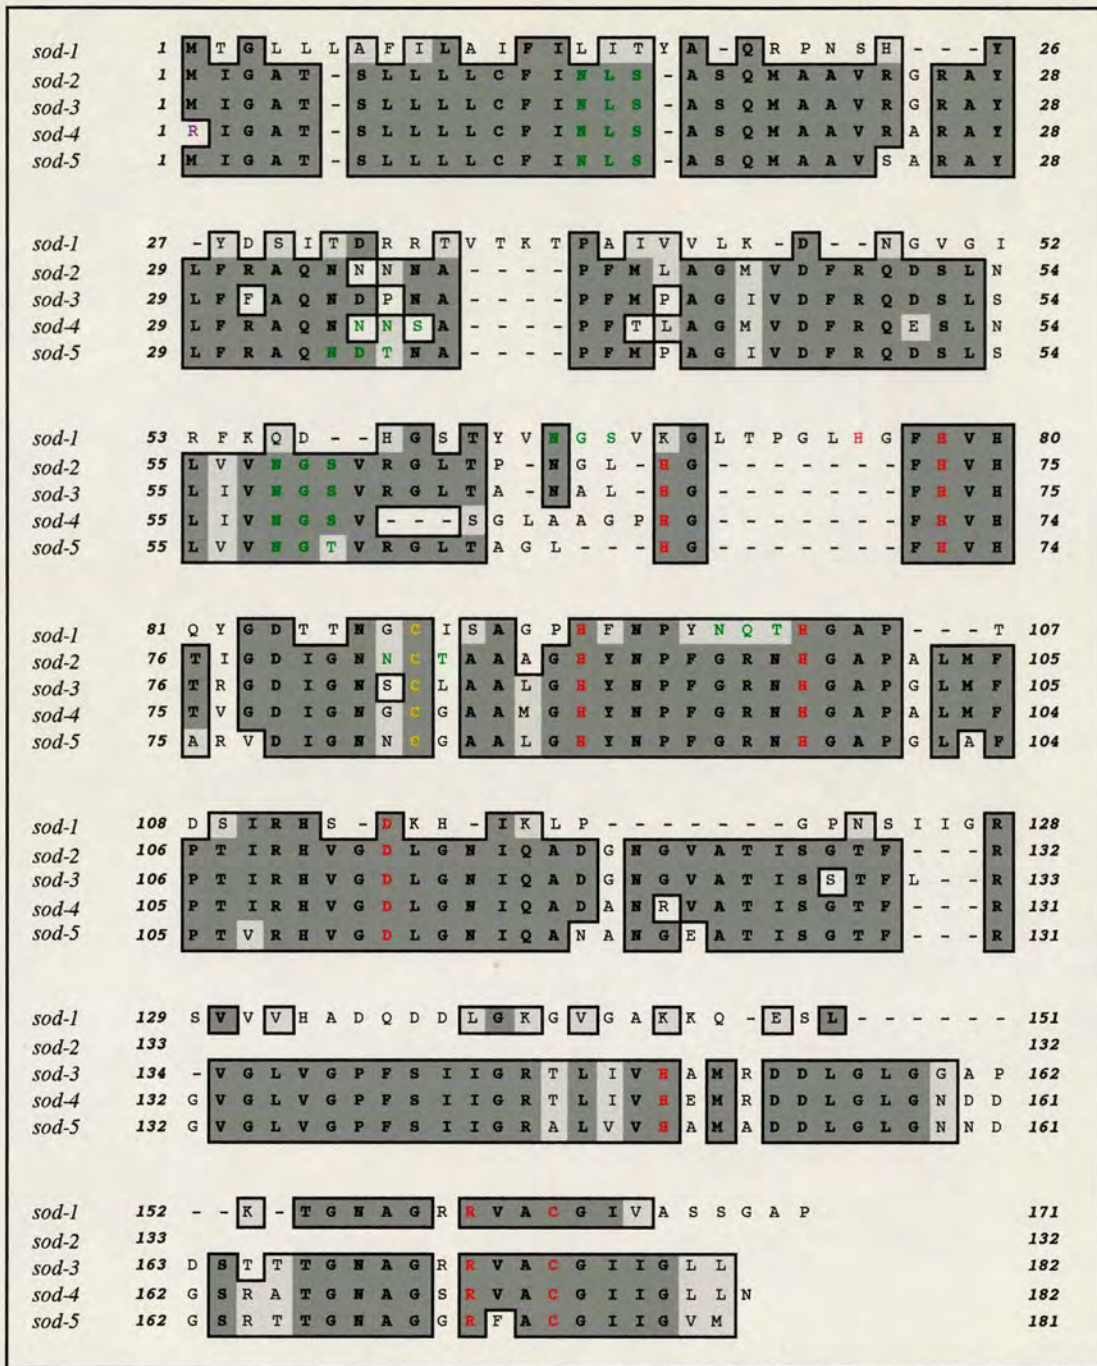 sod-1 1 M T G L L L A F I L A I F I L I T Y A - Q R P N S H - - - Y 26
sod-2 1 M I G A T - S L L L L C F I N L S - A S Q M A A V R G R A Y 28
sod-3 1 M I G A T - S L L L L C F I N L S - A S Q M A A V R G R A Y 28
sod-4 1 R I G A T - S L L L L C F I N L S - A S Q M A A V R A R A Y 28
sod-5 1 M I G A T - S L L L L C F I N L S - A S Q M A A V S A R A Y 28
sod-1 27 - Y D S I T D R R T V T K T P A I V V L K - D - - N G V G I 52
sod-2 29 L F R A Q N N N N A - - - - P F M L A G M V D F R Q D S L N 54
sod-3 29 L F F A Q N D P N A - - - - P F M P A G I V D F R Q D S L S 54
sod-4 29 L F R A Q N N N S A - - - - P F T L A G M V D F R Q E S L N 54
sod-5 29 L F R A Q N D T N A - - - - P F M P A G I V D F R Q D S L S 54
sod-1 53 R F K Q D - - H G S T Y V N G S V K G L T P G L H G F H V H 80
sod-2 55 L V V N G S V R G L T P - N G L - H G - - - - - - - F H V H 75
sod-3 55 L I V N G S V R G L T A - N A L - H G - - - - - - - F H V H 75
sod-4 55 L I V N G S V - - - S G L A A G P H G - - - - - - - F H V H 74
sod-5 55 L V V N G T V R G L T A G L - - - H G - - - - - - - F H V H 74
sod-1 81 Q Y G D T T N G C I S A G P H F N P Y N Q T H G A P - - - T 107
sod-2 76 T I G D I G N N C T A A A G H Y N P F G R N H G A P A L M F 105
sod-3 76 T R G D I G N S C L A A L G H Y N P F G R N H G A P G L M F 105
sod-4 75 T V G D I G N G C G A A M G H Y N P F G R N H G A P A L M F 104
sod-5 75 A R V D I G N N C G A A L G H Y N P F G R N H G A P G L A F 104
sod-1 108 D S I R H S - D K H - I K L P - - - - - - - G P N S I I G R 128
sod-2 106 P T I R H V G D L G N I Q A D G N G V A T I S G T F - - - R 132
sod-3 106 P T I R H V G D L G N I Q A D G N G V A T I S S T F L - - R 133
sod-4 105 P T I R H V G D L G N I Q A D A N R V A T I S G T F - - - R 131
sod-5 105 P T V R H V G D L G N I Q A N A N G E A T I S G T F - - - R 131
sod-1 129 S V V V H A D Q D D L G K G V G A K K Q - E S L - - - - - - 151
sod-2 133 132
sod-3 134 - V G L V G P F S I I G R T L I V H A M R D D L G L G G A P 162
sod-4 132 G V G L V G P F S I I G R T L I V H E M R D D L G L G N D D 161
sod-5 132 G V G L V G P F S I I G R A L V V H A M A D D L G L G N N D 161
sod-1 152 - - K - T G N A G R R V A C G I V A S S G A P 171
sod-2 133 132
sod-3 163 D S T T T G N A G R R V A C G I I G L L 182
sod-4 162 G S R A T G N A G S R V A C G I I G L L N 182
sod-5 162 G S R T T G N A G G R F A C G I I G V M 181